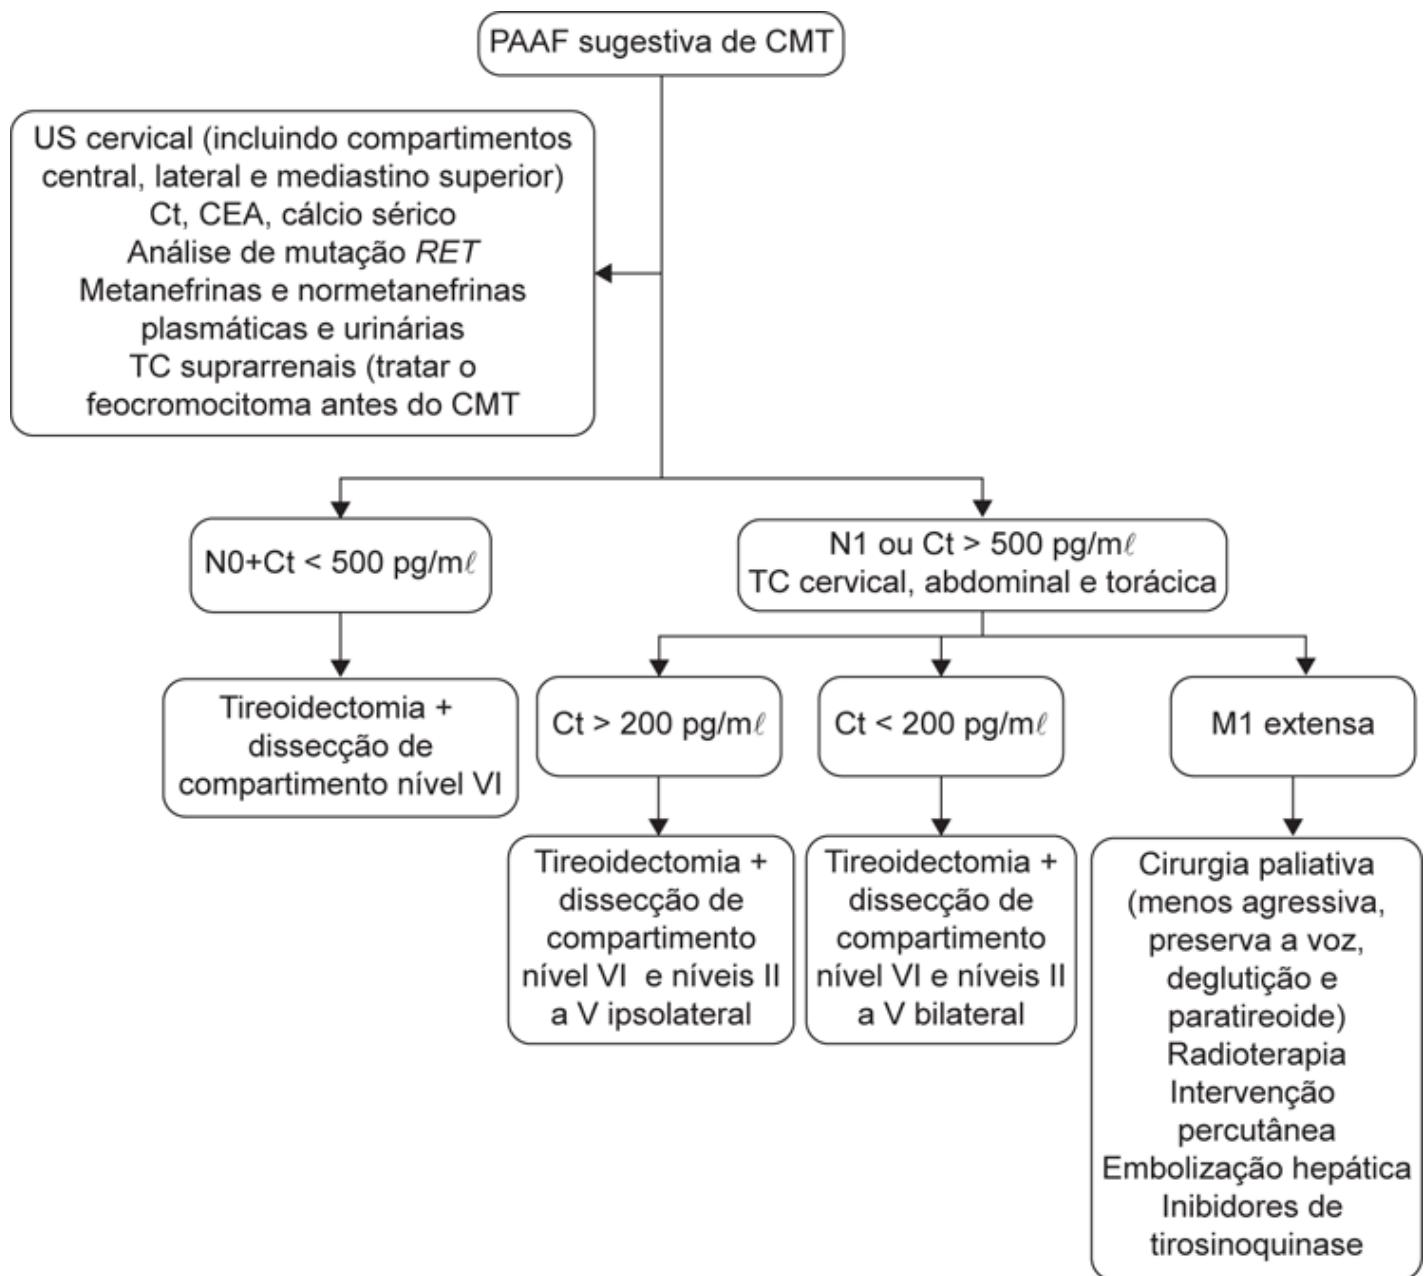 PAAF sugestiva de CMT
US cervical (incluindo compartimentos
central, lateral e mediastino superior)
Ct, CEA, cálcio sérico
Análise de mutação RET
Metanefrinas e normetanefrinas
plasmáticas e urinárias
TC suprarrenais (tratar o
feocromocitoma antes do CMT
N0+Ct < 500 pg/mℓ
N1 ou Ct > 500 pg/mℓ
TC cervical, abdominal e torácica
Tireoidectomia +
dissecção de
compartimento nível VI
Ct > 200 pg/mℓ
Ct < 200 pg/mℓ
M1 extensa
Tireoidectomia +
dissecção de
compartimento
nível VI e níveis II
a V ipsolateral
Tireoidectomia +
dissecção de
compartimento
nível VI e níveis II
a V bilateral
Cirurgia paliativa
(menos agressiva,
preserva a voz,
deglutição e
paratireoide)
Radioterapia
Intervenção
percutânea
Embolização hepática
Inibidores de
tirosinoquinase